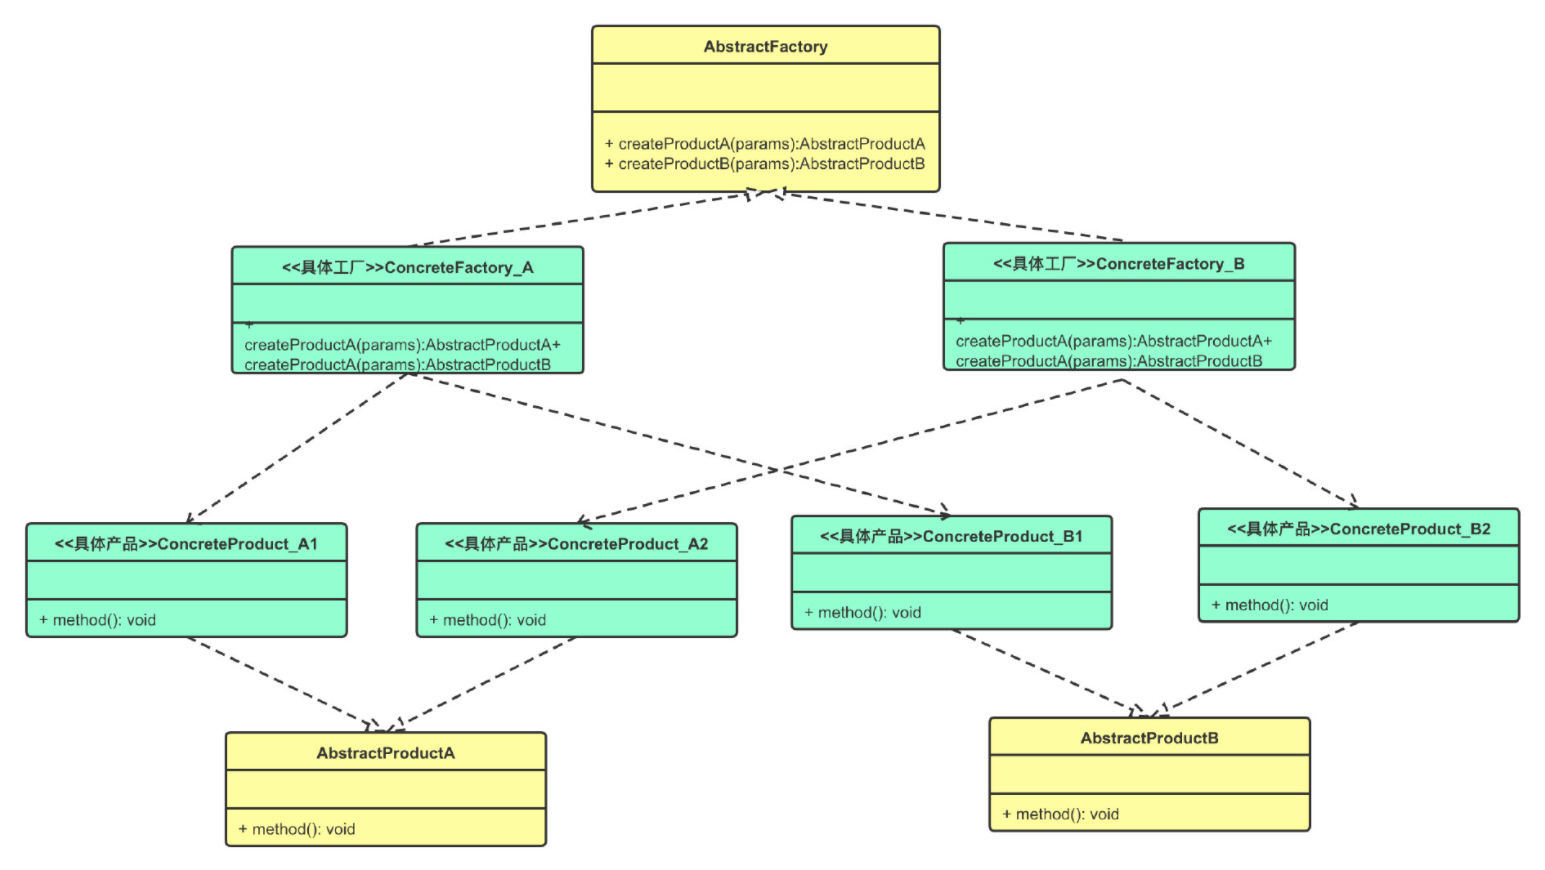 AbstractFactory
+ createProductA(params):AbstractProductA
+ createProductB(params):AbstractProductB
<<具体工厂>>ConcreteFactory_A
+
createProductA(params):AbstractProductA+
createProductA(params):AbstractProductB
<<具体工厂>>ConcreteFactory_B
+
createProductA(params):AbstractProductA+
createProductA(params):AbstractProductB
<<具体产品>>ConcreteProduct_A1
+ method(): void
<<具体产品>>ConcreteProduct_A2
+ method(): void
<<具体产品>>ConcreteProduct_B1
+ method(): void
<<具体产品>>ConcreteProduct_B2
+ method(): void
AbstractProductA
+ method(): void
AbstractProductB
+ method(): void